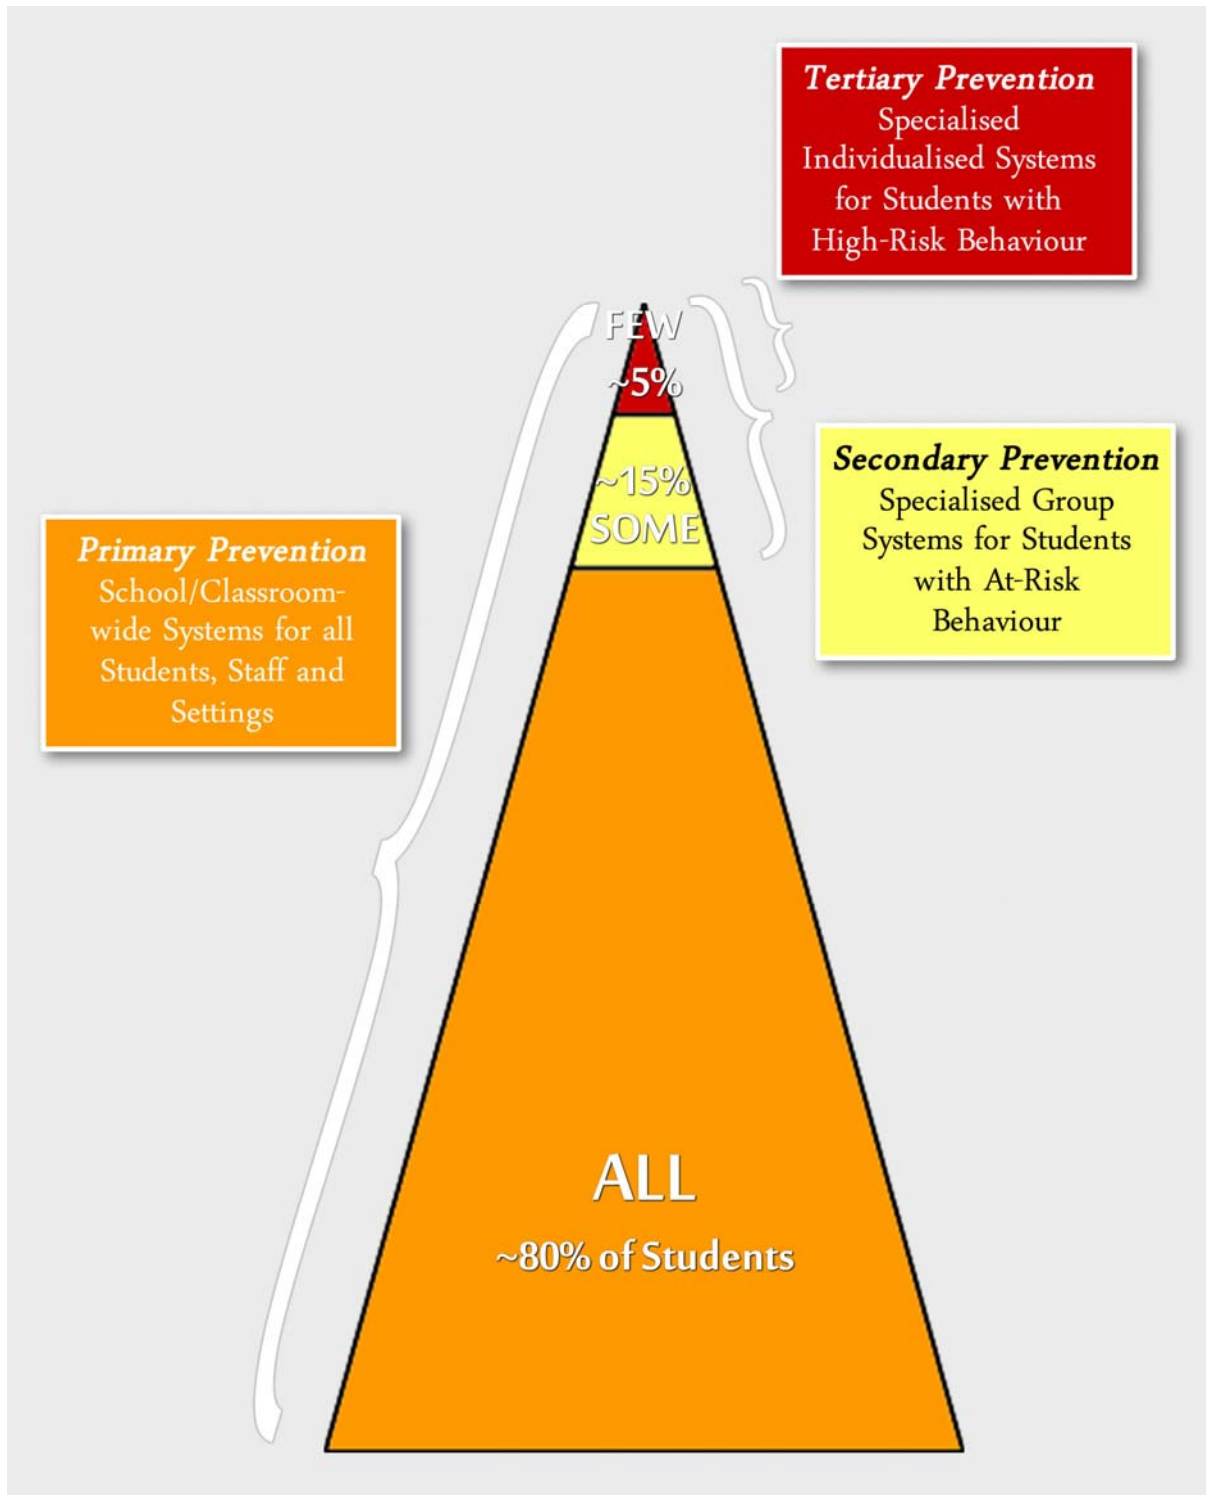 Tertiary Prevention
Specialised
Individualised Systems
for Students with
High-Risk Behaviour
FEW
~5%
Secondary Prevention
Specialised Group
Systems for Students
with At-Risk
Behaviour
~15%
SOME
Primary Prevention
School/Classroom-
wide Systems for all
Students, Staff and
Settings
ALL
~80% of Students